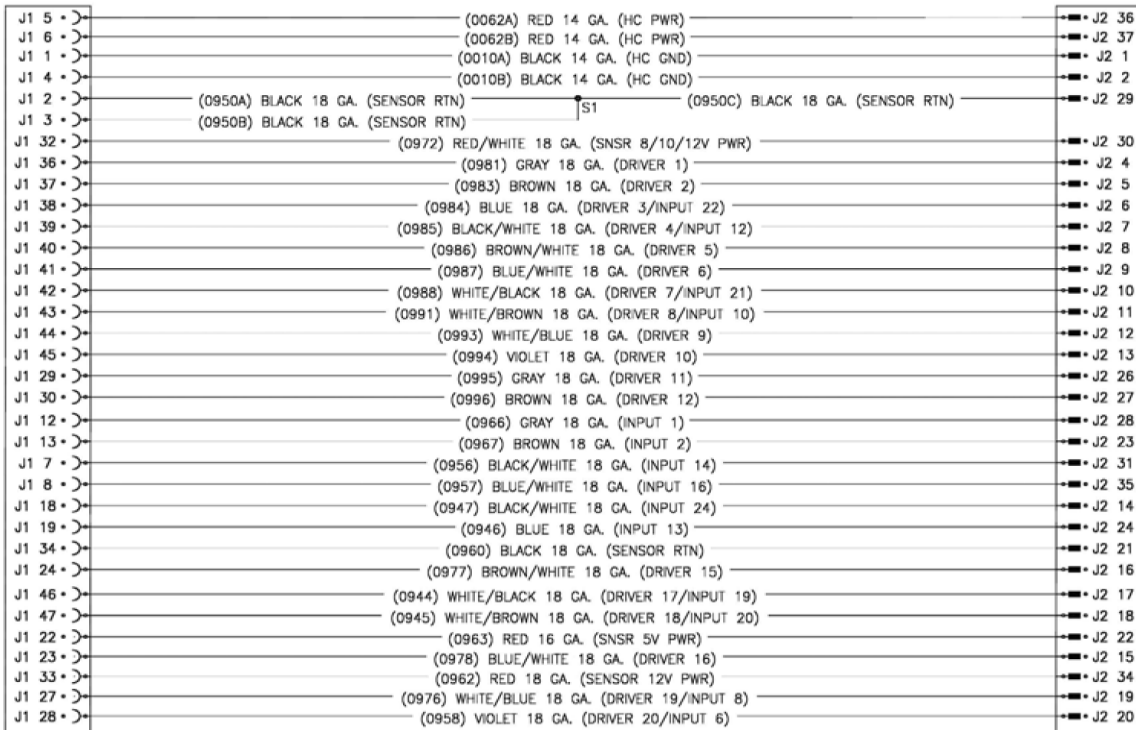 J1 5 (0062A) RED 14 GA. (HC PWR) J2 36
J1 6 (0062B) RED 14 GA. (HC PWR) J2 37
J1 1 (0010A) BLACK 14 GA. (HC GND) J2 1
J1 4 (0010B) BLACK 14 GA. (HC GND) J2 2
J1 2 (0950A) BLACK 18 GA. (SENSOR RTN) S1 (0950C) BLACK 18 GA. (SENSOR RTN) J2 29
J1 3 (0950B) BLACK 18 GA. (SENSOR RTN)
J1 32 (0972) RED/WHITE 18 GA. (SNSR 8/10/12V PWR) J2 30
J1 36 (0981) GRAY 18 GA. (DRIVER 1) J2 4
J1 37 (0983) BROWN 18 GA. (DRIVER 2) J2 5
J1 38 (0984) BLUE 18 GA. (DRIVER 3/INPUT 22) J2 6
J1 39 (0985) BLACK/WHITE 18 GA. (DRIVER 4/INPUT 12) J2 7
J1 40 (0986) BROWN/WHITE 18 GA. (DRIVER 5) J2 8
J1 41 (0987) BLUE/WHITE 18 GA. (DRIVER 6) J2 9
J1 42 (0988) WHITE/BLACK 18 GA. (DRIVER 7/INPUT 21) J2 10
J1 43 (0991) WHITE/BROWN 18 GA. (DRIVER 8/INPUT 10) J2 11
J1 44 (0993) WHITE/BLUE 18 GA. (DRIVER 9) J2 12
J1 45 (0994) VIOLET 18 GA. (DRIVER 10) J2 13
J1 29 (0995) GRAY 18 GA. (DRIVER 11) J2 26
J1 30 (0996) BROWN 18 GA. (DRIVER 12) J2 27
J1 12 (0966) GRAY 18 GA. (INPUT 1) J2 28
J1 13 (0967) BROWN 18 GA. (INPUT 2) J2 23
J1 7 (0956) BLACK/WHITE 18 GA. (INPUT 14) J2 31
J1 8 (0957) BLUE/WHITE 18 GA. (INPUT 16) J2 35
J1 18 (0947) BLACK/WHITE 18 GA. (INPUT 24) J2 14
J1 19 (0946) BLUE 18 GA. (INPUT 13) J2 24
J1 34 (0960) BLACK 18 GA. (SENSOR RTN) J2 21
J1 24 (0977) BROWN/WHITE 18 GA. (DRIVER 15) J2 16
J1 46 (0944) WHITE/BLACK 18 GA. (DRIVER 17/INPUT 19) J2 17
J1 47 (0945) WHITE/BROWN 18 GA. (DRIVER 18/INPUT 20) J2 18
J1 22 (0963) RED 16 GA. (SNSR 5V PWR) J2 22
J1 23 (0978) BLUE/WHITE 18 GA. (DRIVER 16) J2 15
J1 33 (0962) RED 18 GA. (SENSOR 12V PWR) J2 34
J1 27 (0976) WHITE/BLUE 18 GA. (DRIVER 19/INPUT 8) J2 19
J1 28 (0958) VIOLET 18 GA. (DRIVER 20/INPUT 6) J2 20